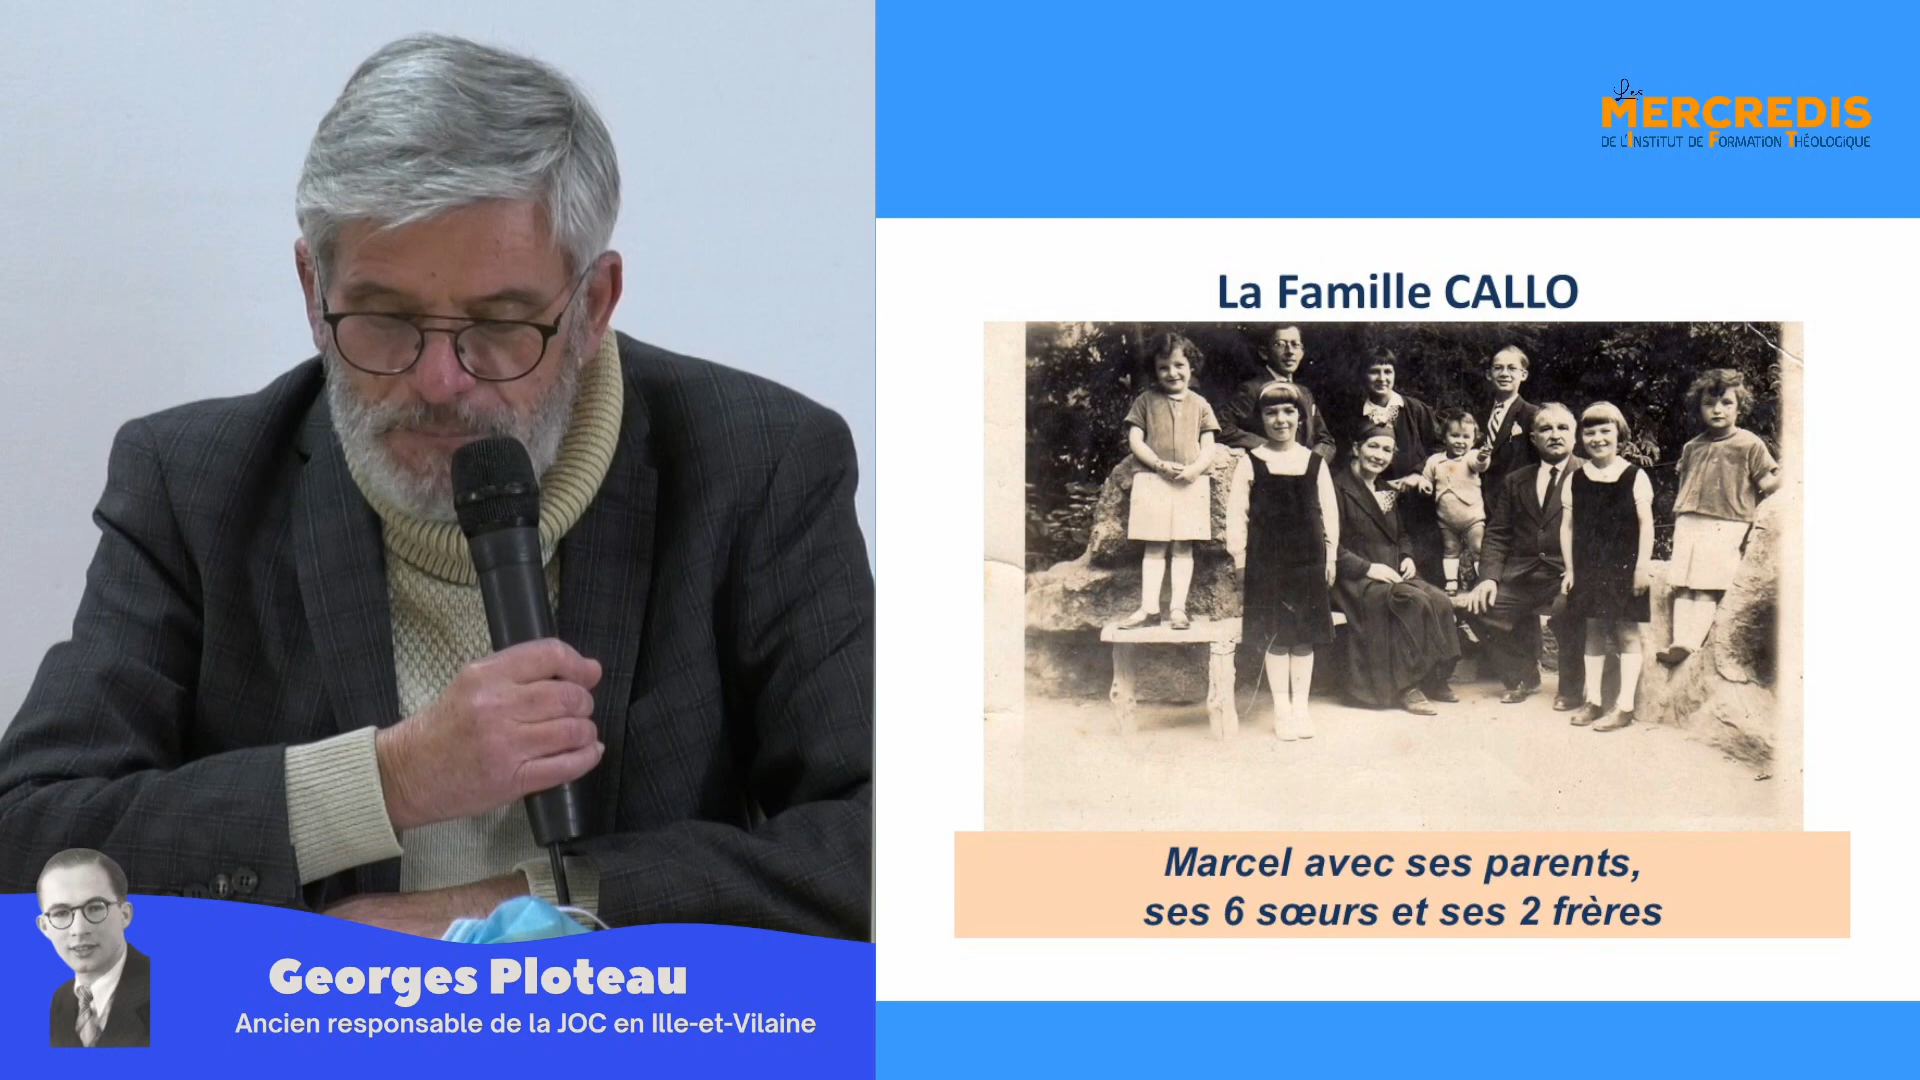 Les
MERCREDIS
DE L'INSTITUT DE FORMATION THÉOLOGIQUE
La Famille CALLO
Marcel avec ses parents,
ses 6 sœurs et ses 2 frères
Georges Ploteau
Ancien responsable de la JOC en Ille-et-Vilaine